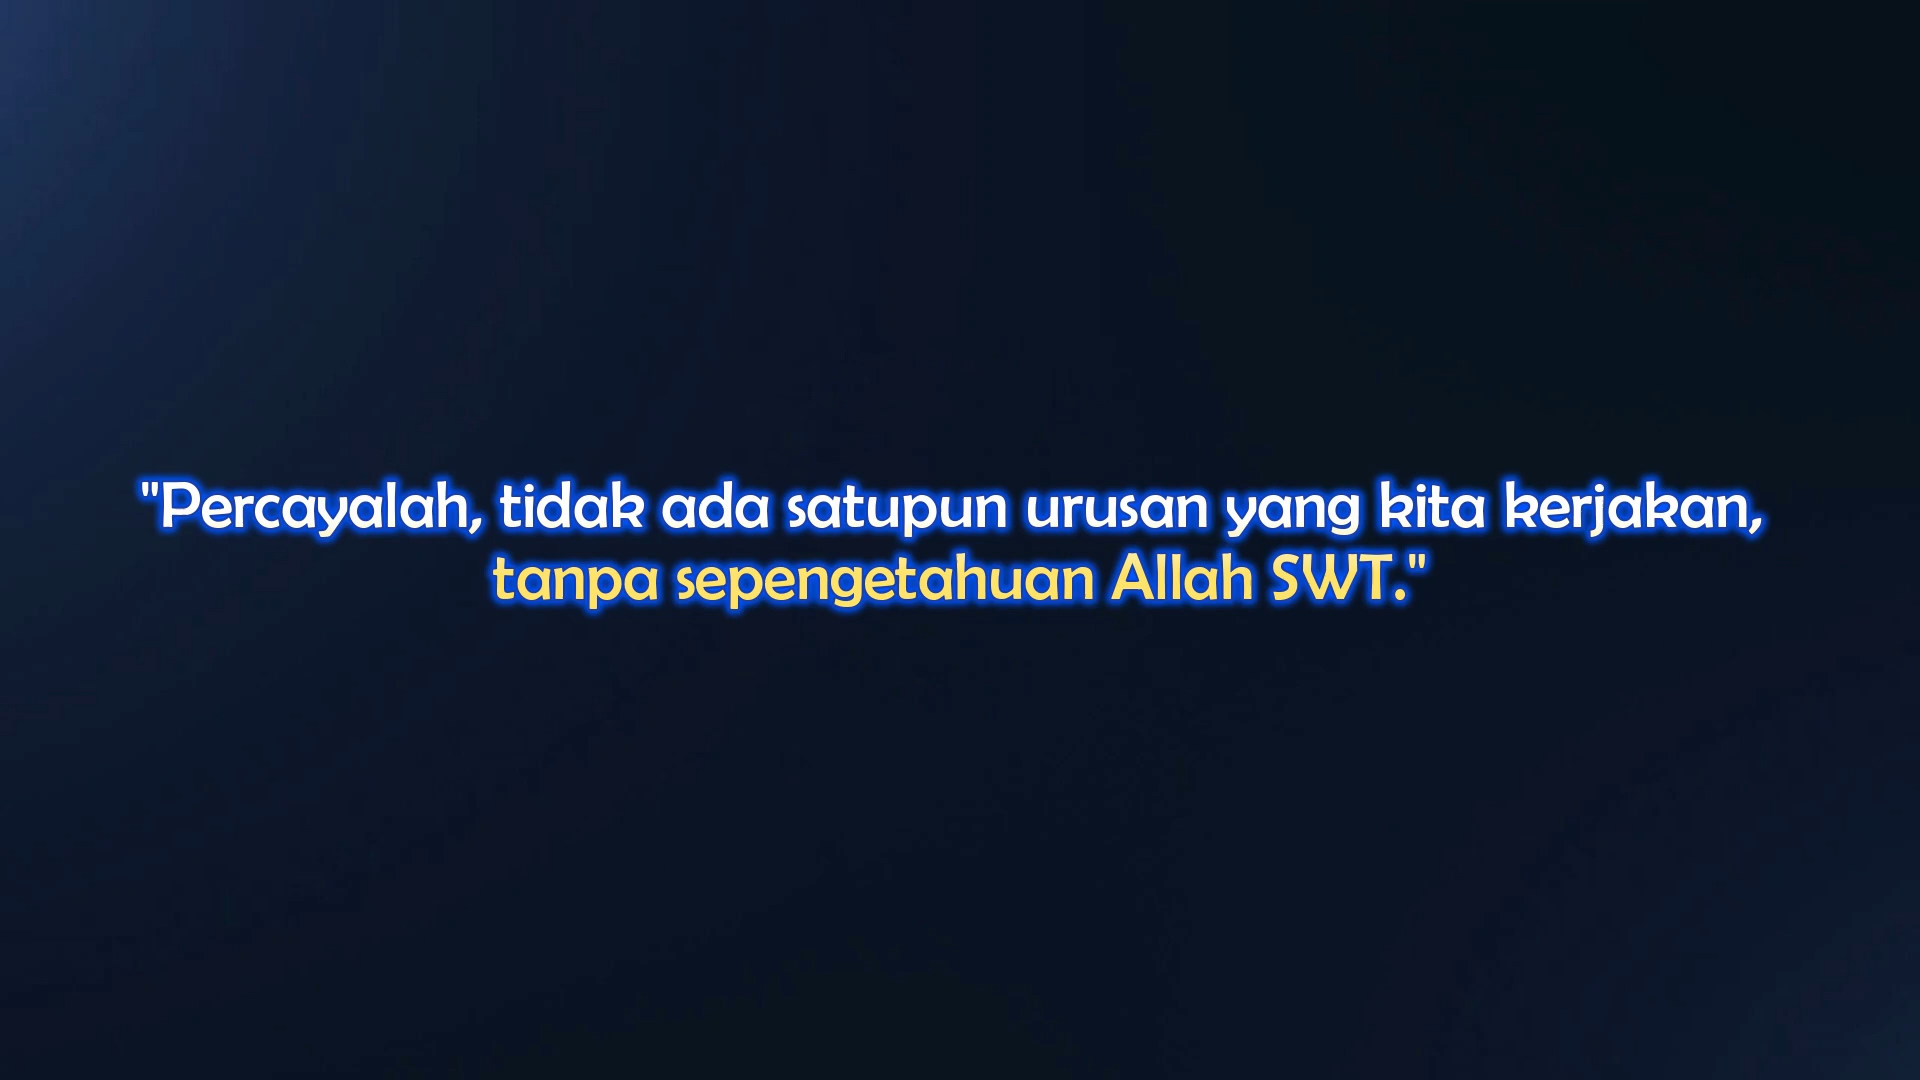 "Percayalah, tidak ada satupun urusan yang kita kerjakan,
tanpa sepengetahuan Allah SWT."